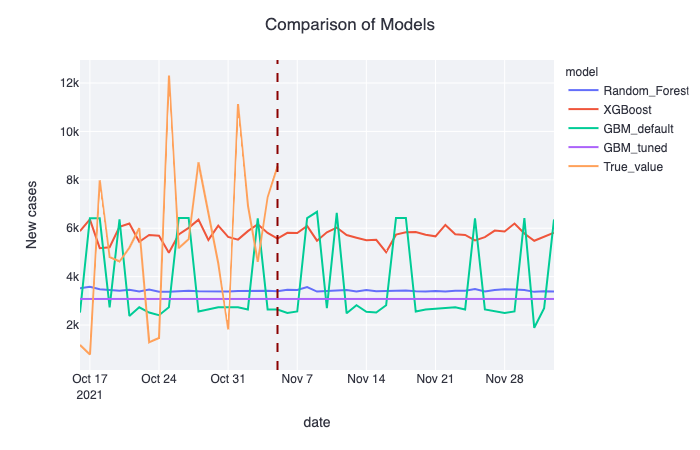 Comparison of Models
model
Random_Forest
XGBoost
GBM_default
GBM_tuned
True_value
New cases
12k
10k
8k
6k
4k
2k
Oct 17 Oct 24 Oct 31 Nov 7 Nov 14 Nov 21 Nov 28
2021
date